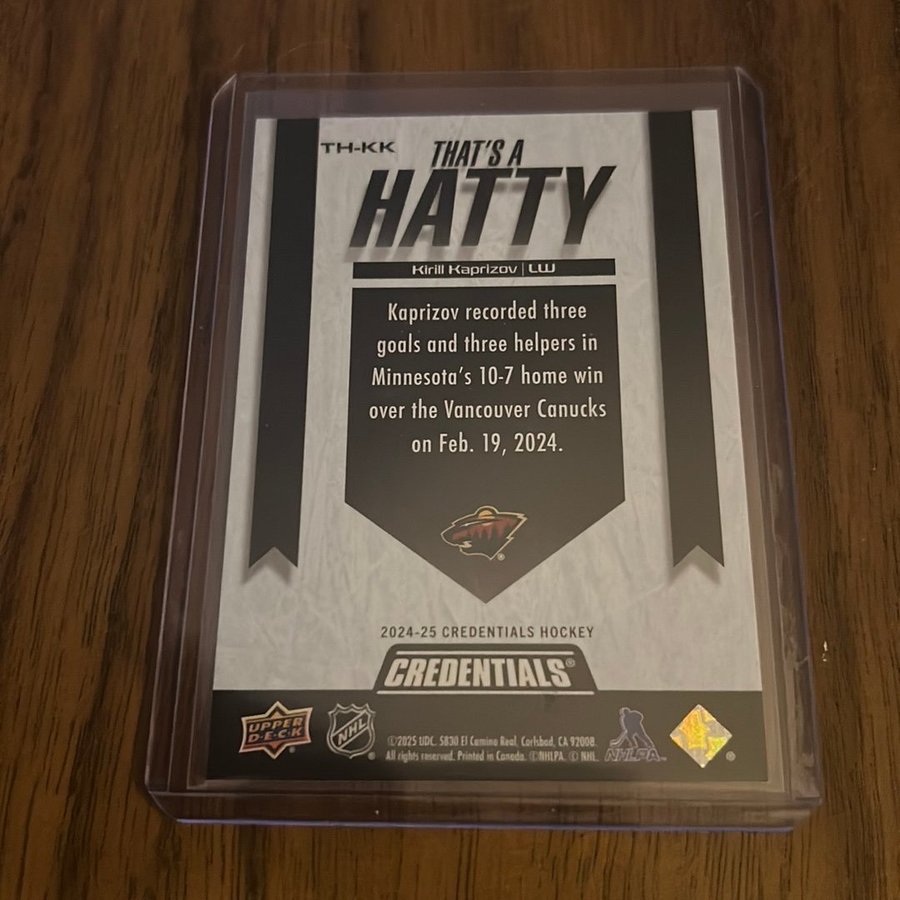 TH-KK
THAT'S A
HATTY
Kirill Kaprizov | LW
Kaprizov recorded three
goals and three helpers in
Minnesota's 10-7 home win
over the Vancouver Canucks
on Feb. 19, 2024.
2024-25 CREDENTIALS HOCKEY
CREDENTIALS®
UPPER
D·E·C·K
NHL
©2025 UDC. 5830 El Camino Real, Carlsbad, CA 92008.
All rights reserved. Printed in Canada. ©NHLPA. © NHL.
NHLPA